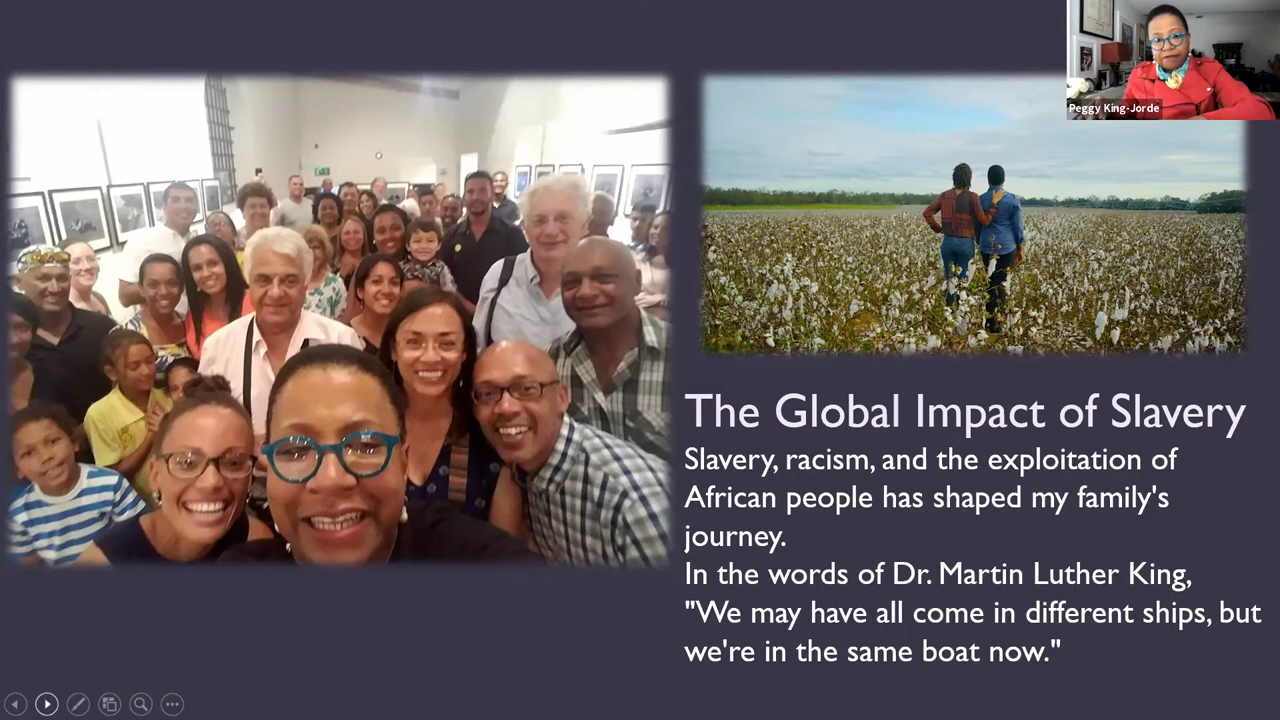 Peggy King-Jorde
The Global Impact of Slavery
Slavery, racism, and the exploitation of
African people has shaped my family's
journey.
In the words of Dr. Martin Luther King,
"We may have all come in different ships, but
we're in the same boat now."